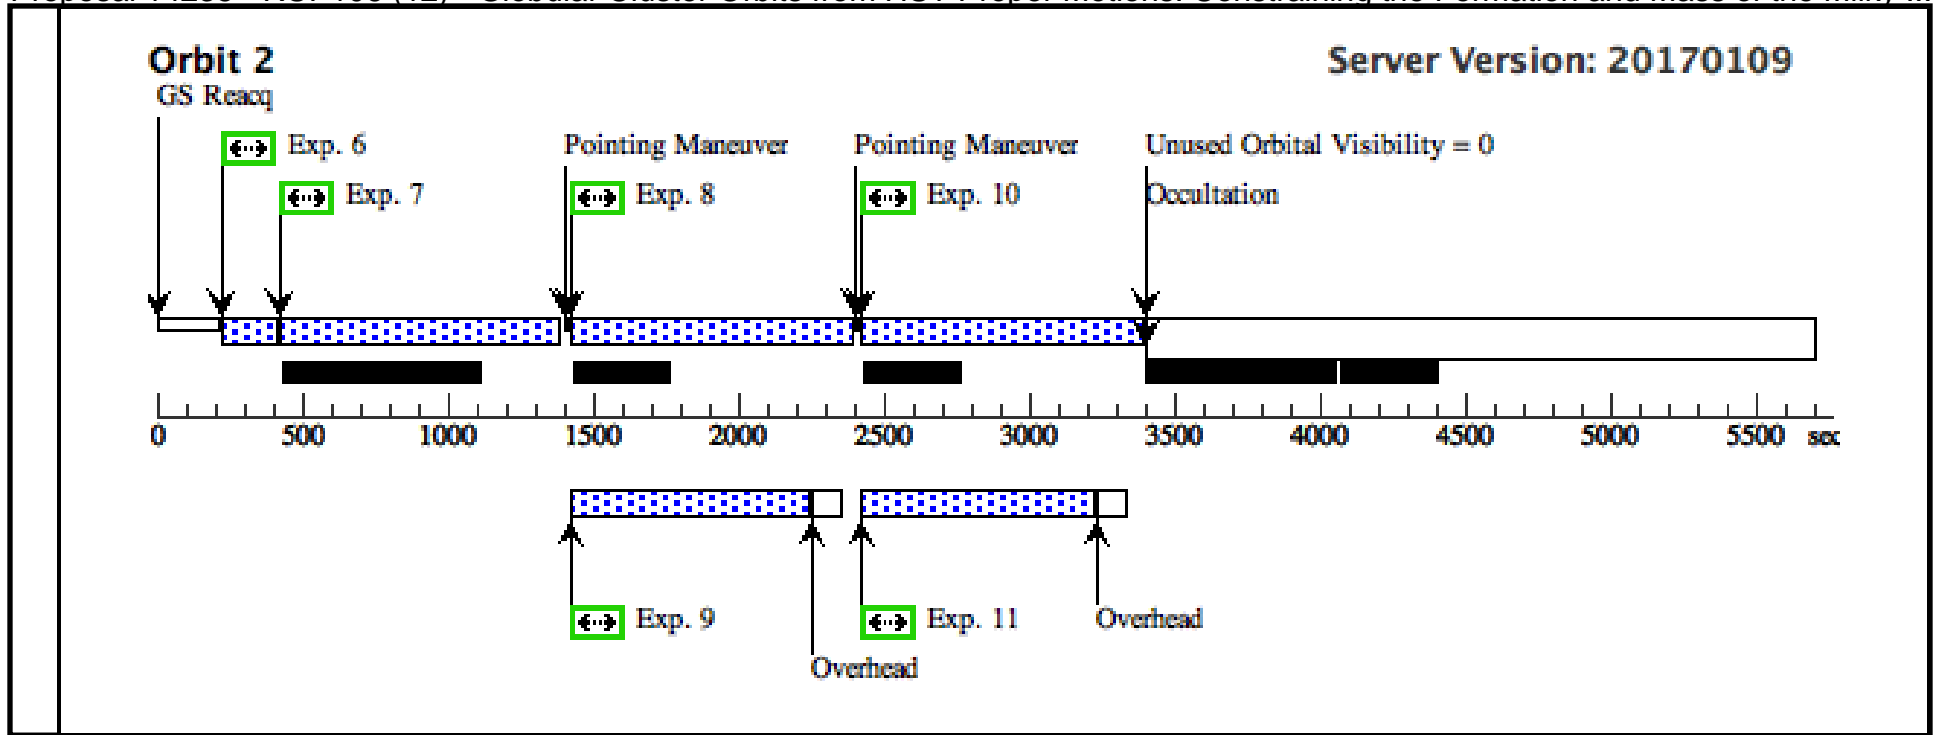 Orbit 2
Server Version: 20170109
GS Reacq
Exp. 6
Pointing Maneuver
Pointing Maneuver
Unused Orbital Visibility = 0
Exp. 7
Exp. 8
Exp. 10
Occultation
0 500 1000 1500 2000 2500 3000 3500 4000 4500 5000 5500 sec
Exp. 9
Exp. 11
Overhead
Overhead